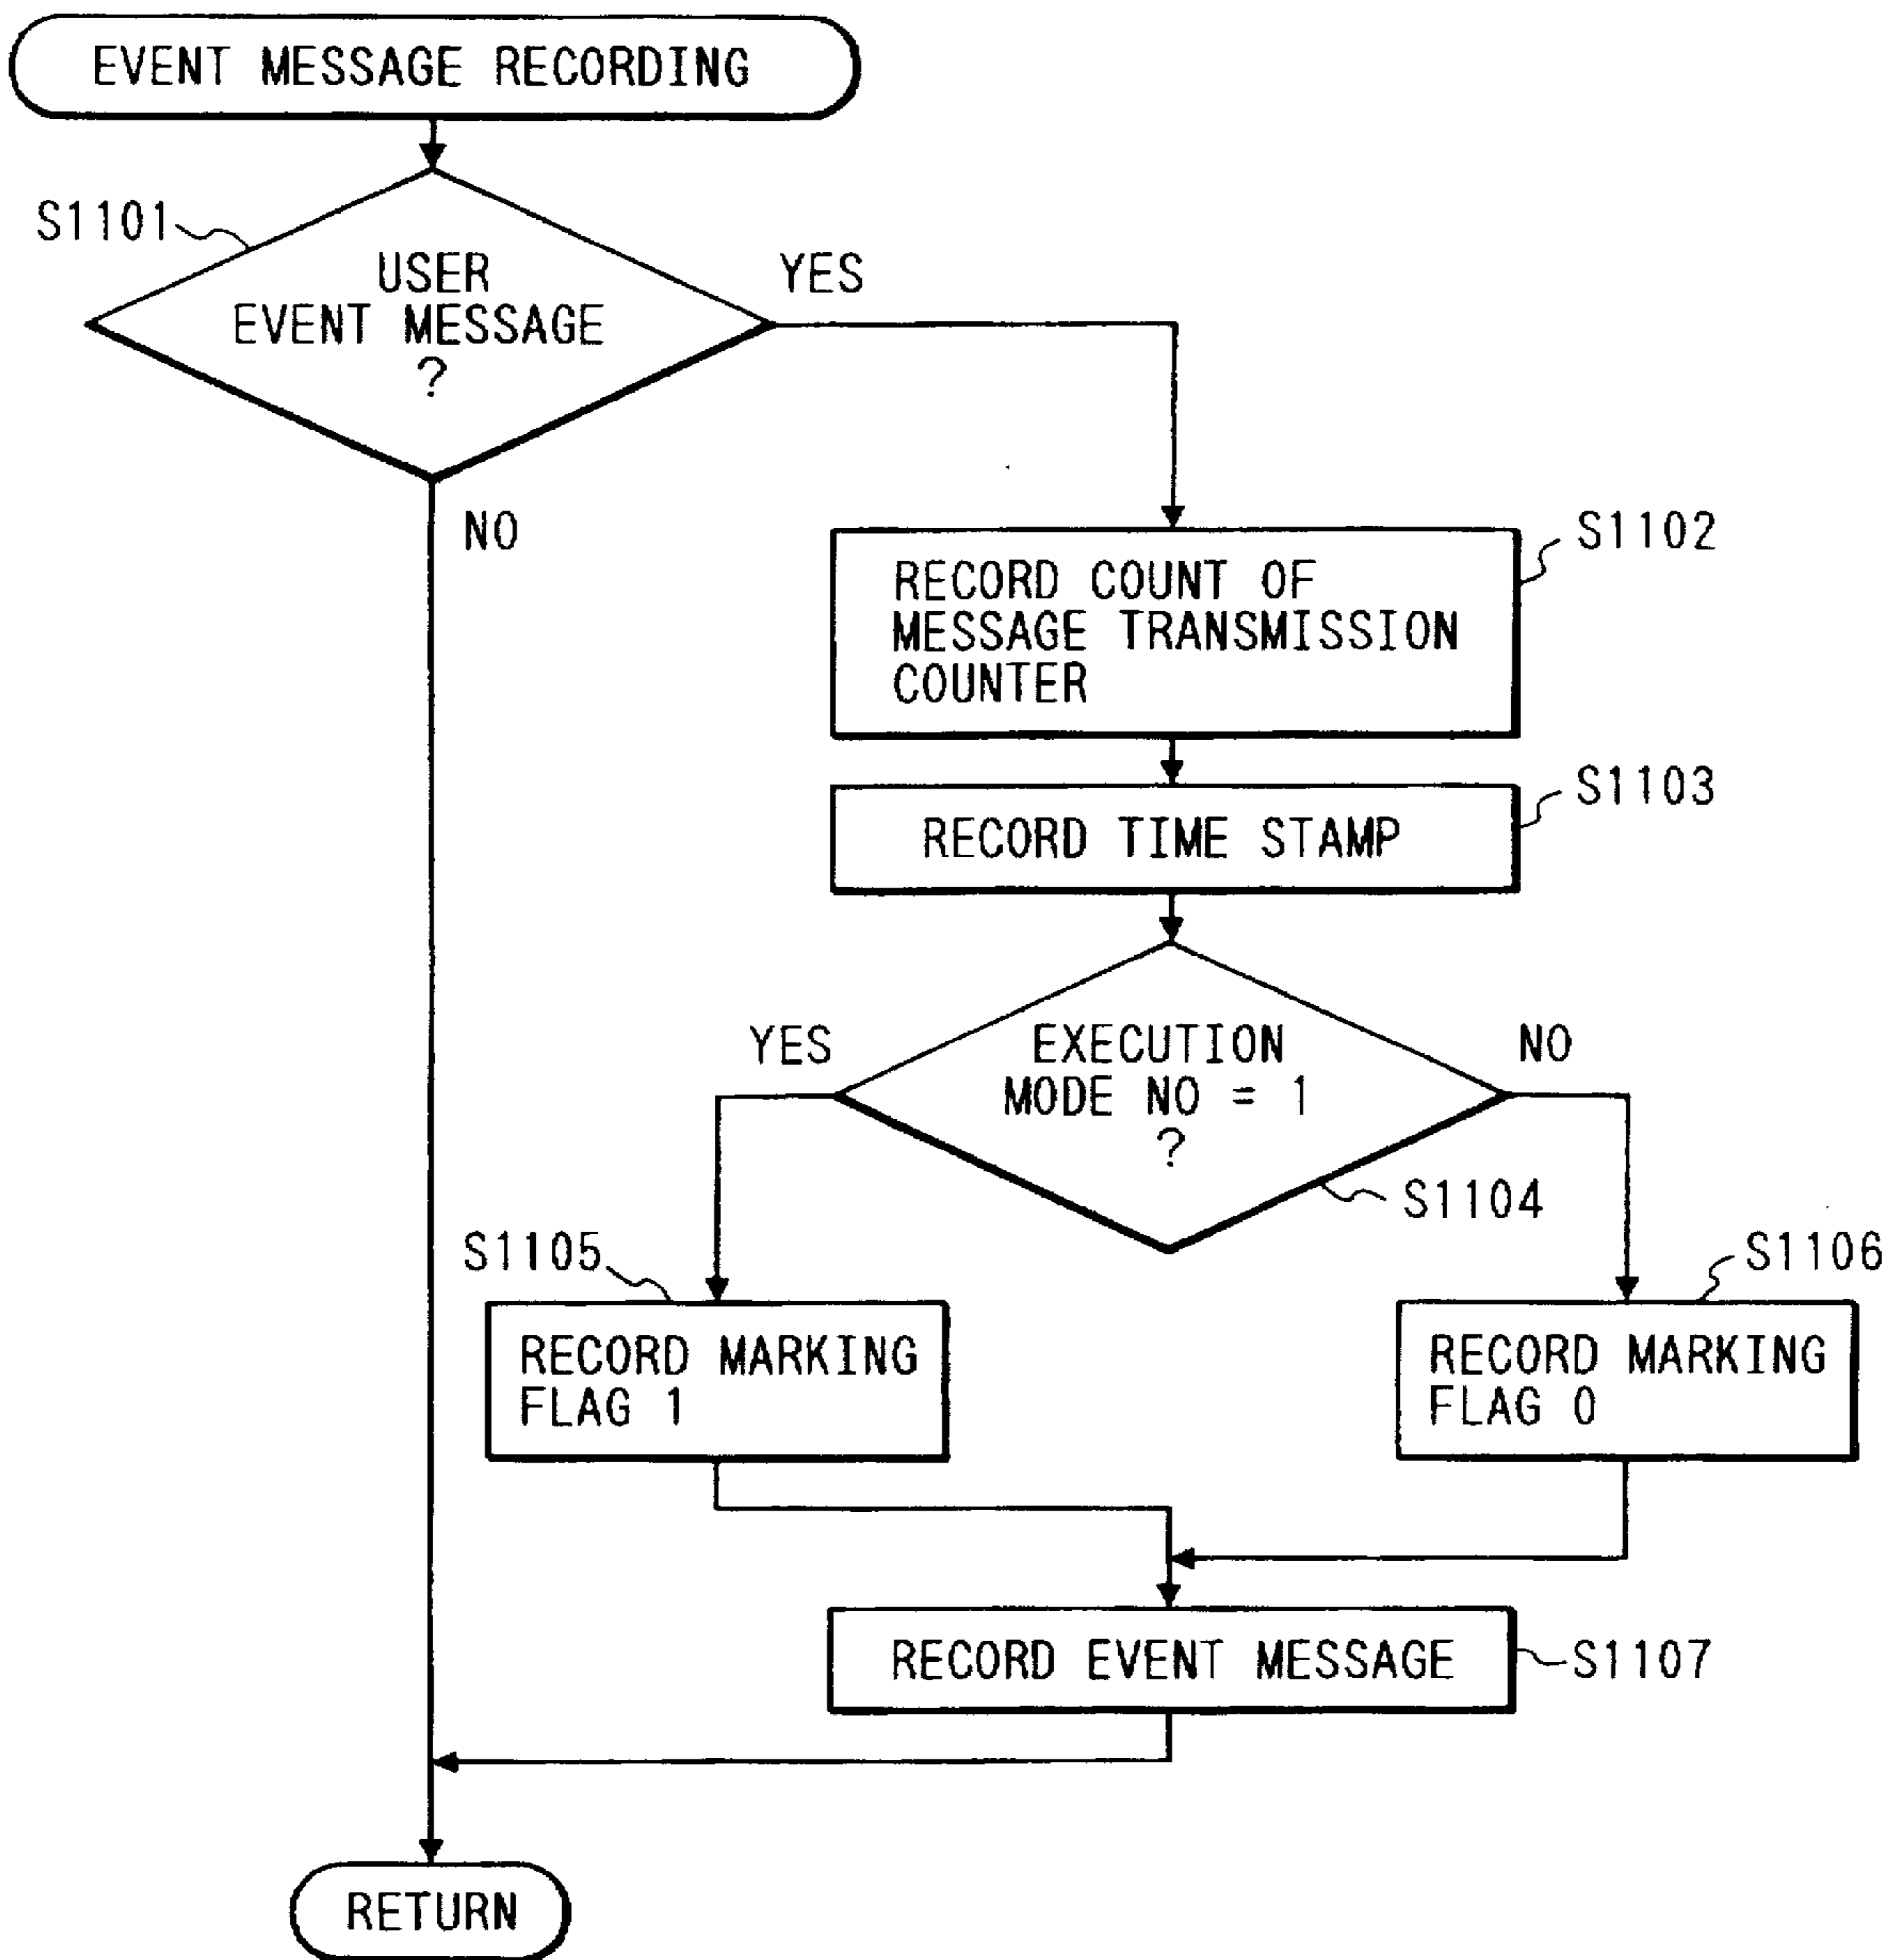 EVENT MESSAGE RECORDING
S1101
USER
EVENT MESSAGE
?
YES
NO
S1102
RECORD COUNT OF
MESSAGE TRANSMISSION
COUNTER
S1103
RECORD TIME STAMP
YES
EXECUTION
MODE NO = 1
?
NO
S1104
S1105
S1106
RECORD MARKING
FLAG 1
RECORD MARKING
FLAG 0
RECORD EVENT MESSAGE
S1107
RETURN